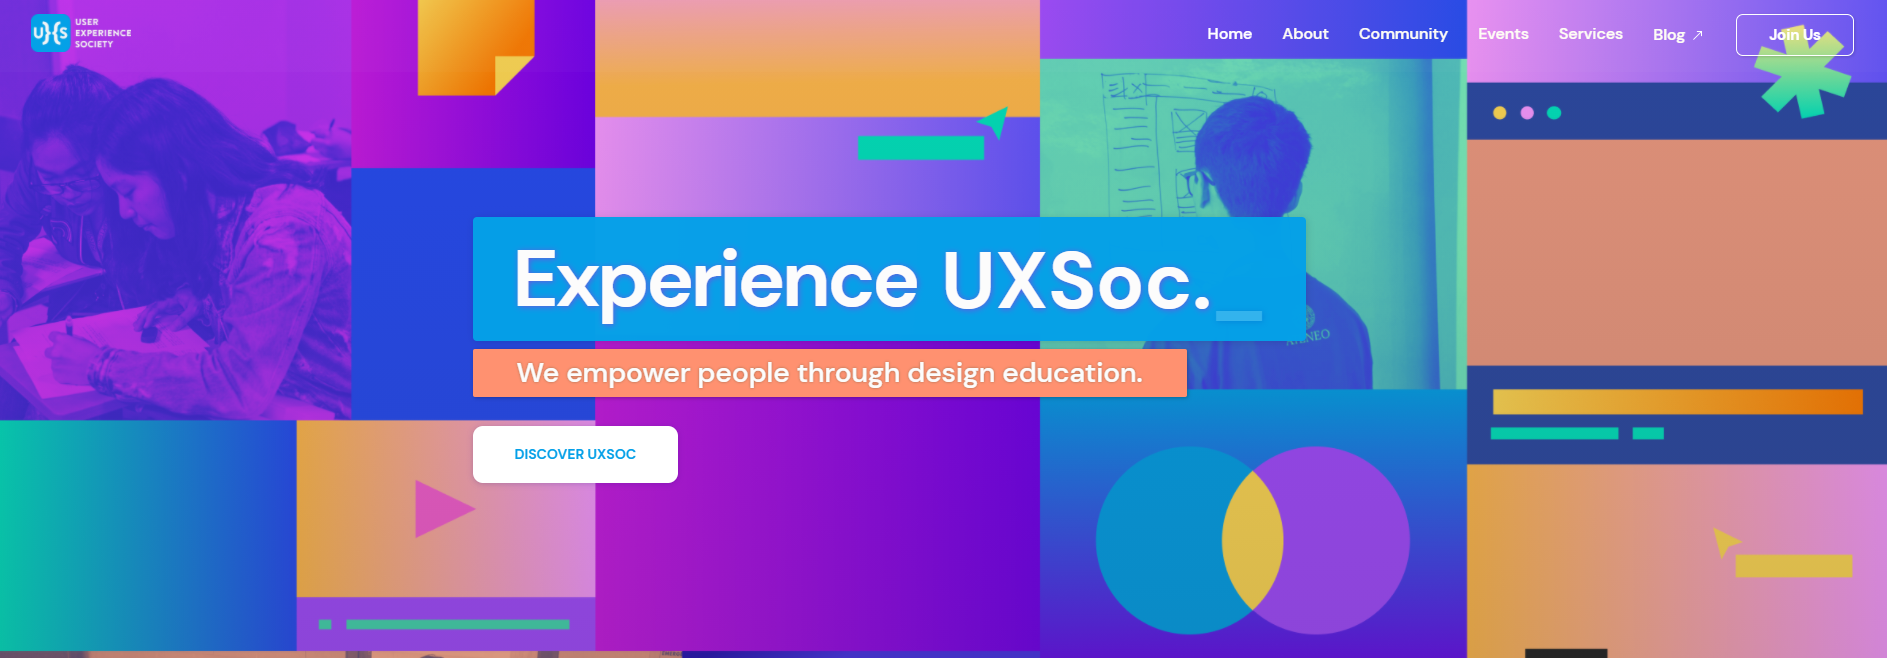 USER
EXPERIENCE
SOCIETY
UXS
Home About Community Events Services Blog ↗ Join Us
Experience UXSoc._
We empower people through design education.
DISCOVER UXSOC